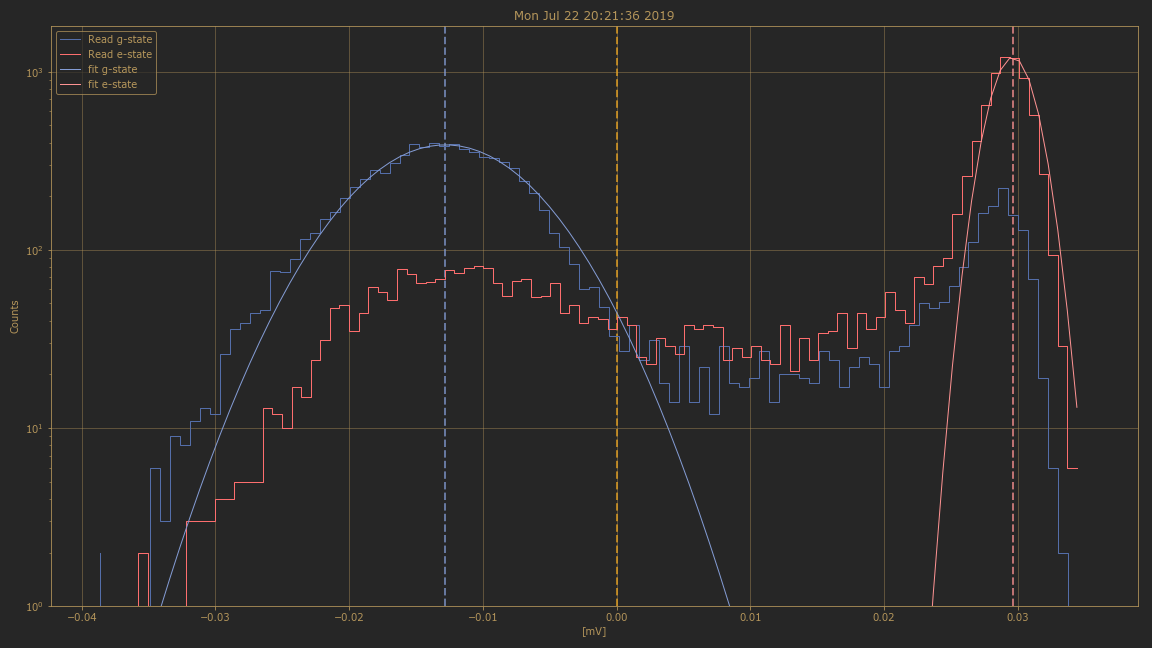 Mon Jul 22 20:21:36 2019
Read g-state
Read e-state
fit g-state
fit e-state
Counts
10³
10²
10¹
10⁰
−0.04 −0.03 −0.02 −0.01 0.00 0.01 0.02 0.03
[mV]